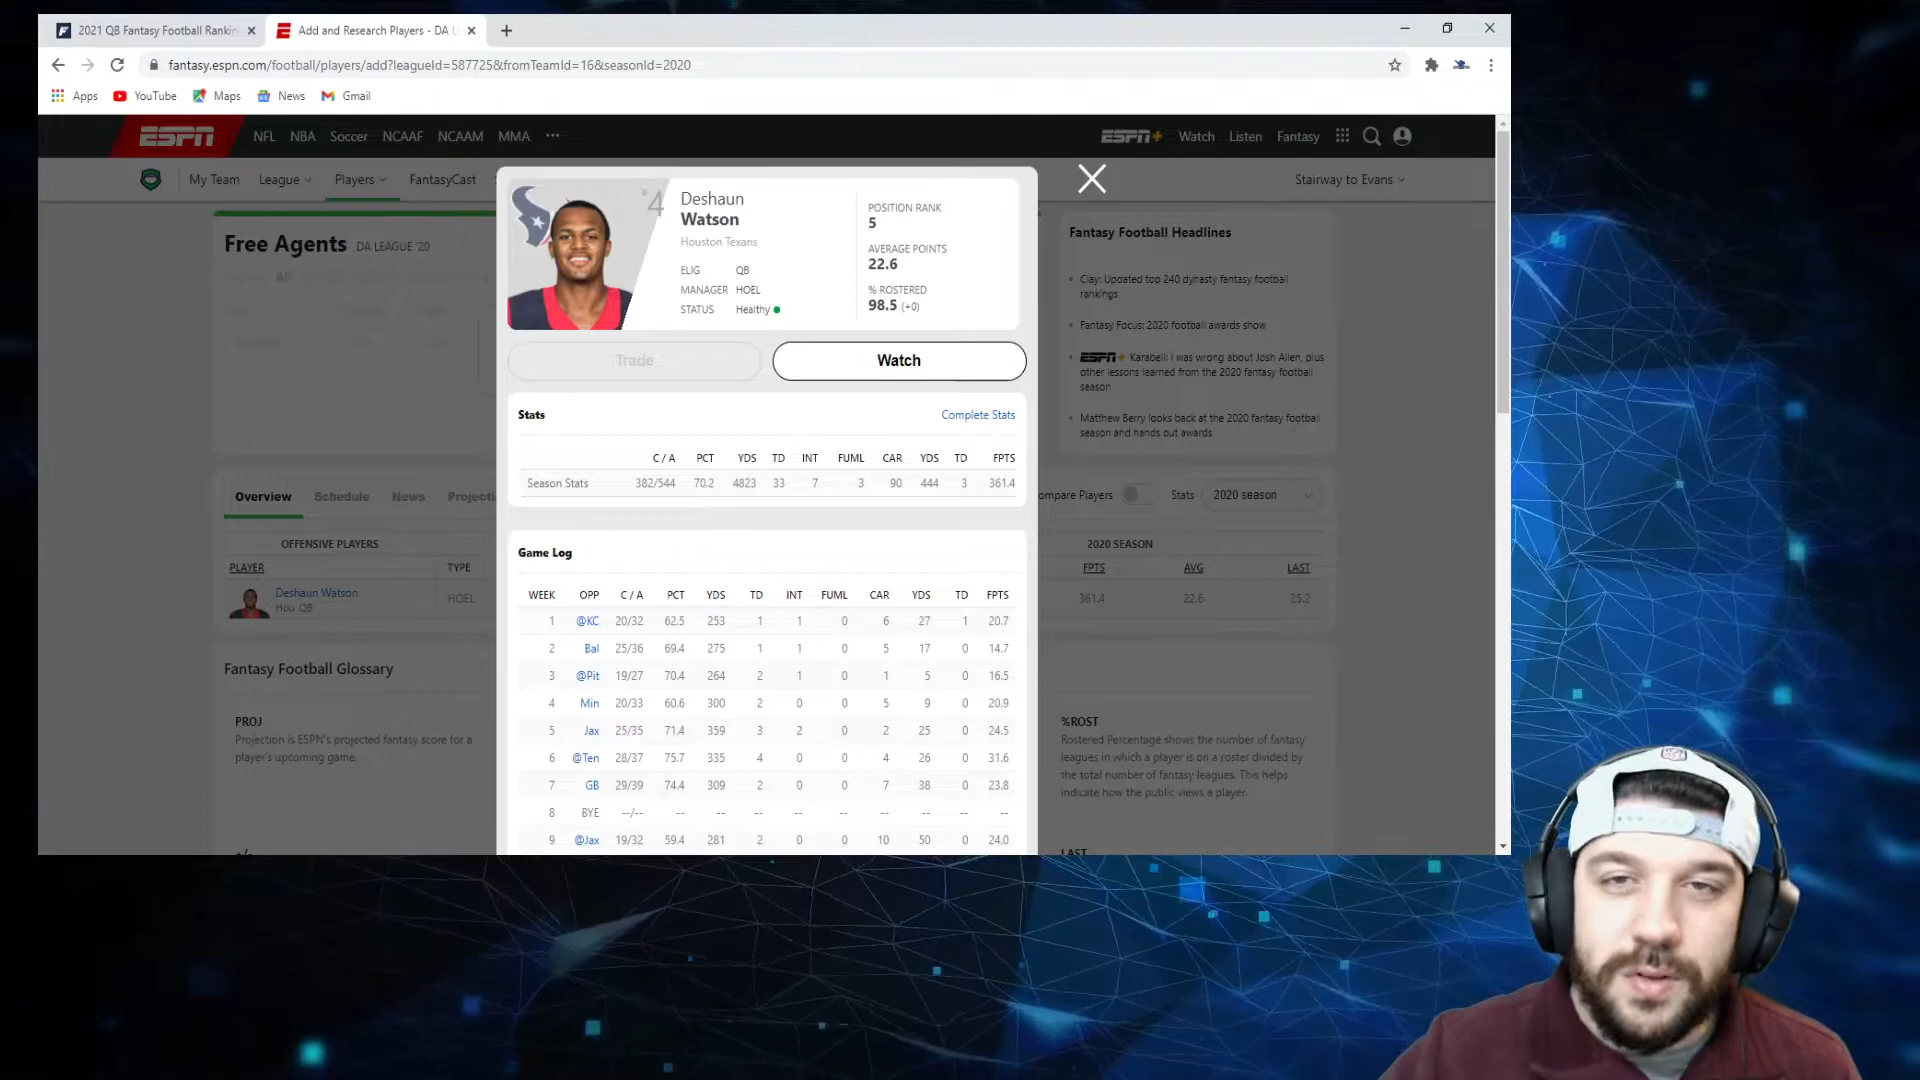 2021 QB Fantasy Football Rankin
Add and Research Players - DA L
fantasy.espn.com/football/players/add?leagueId=587725&fromTeamId=16&seasonId=2020
Apps YouTube Maps News Gmail
ESPN NFL NBA Soccer NCAAF NCAAM MMA ••• ESPN+ Watch Listen Fantasy
My Team League Players FantasyCast Stairway to Evans
Free Agents DA LEAGUE '20
#4
Deshaun
Watson
Houston Texans
ELIG QB
MANAGER HOEL
STATUS Healthy
POSITION RANK
5
AVERAGE POINTS
22.6
% ROSTERED
98.5 (+0)
Trade Watch
Fantasy Football Headlines
Clay: Updated top 240 dynasty fantasy football
rankings
Fantasy Focus: 2020 football awards show
ESPN+ Karabell: I was wrong about Josh Allen, plus
other lessons learned from the 2020 fantasy football
season
Matthew Berry looks back at the 2020 fantasy football
season and hands out awards
Stats Complete Stats
C / A PCT YDS TD INT FUML CAR YDS TD FPTS
Season Stats 382/544 70.2 4823 33 7 3 90 444 3 361.4
Overview Schedule News Projecti
ompare Players Stats 2020 season
OFFENSIVE PLAYERS
PLAYER TYPE
Deshaun Watson HOEL
Hou QB
2020 SEASON
FPTS AVG LAST
361.4 22.6 25.2
Game Log
WEEK OPP C / A PCT YDS TD INT FUML CAR YDS TD FPTS
1 @KC 20/32 62.5 253 1 1 0 6 27 1 20.7
2 Bal 25/36 69.4 275 1 1 0 5 17 0 14.7
3 @Pit 19/27 70.4 264 2 1 0 1 5 0 16.5
4 Min 20/33 60.6 300 2 0 0 5 9 0 20.9
5 Jax 25/35 71.4 359 3 2 0 2 25 0 24.5
6 @Ten 28/37 75.7 335 4 0 0 4 26 0 31.6
7 GB 29/39 74.4 309 2 0 0 7 38 0 23.8
8 BYE --/-- -- -- -- -- -- -- -- -- --
9 @Jax 19/32 59.4 281 2 0 0 10 50 0 24.0
Fantasy Football Glossary
PROJ
Projection is ESPN's projected fantasy score for a
player's upcoming game.
%ROST
Rostered Percentage shows the number of fantasy
leagues in which a player is on a roster divided by
the total number of fantasy leagues. This helps
indicate how the public views a player.
+/-
LAST